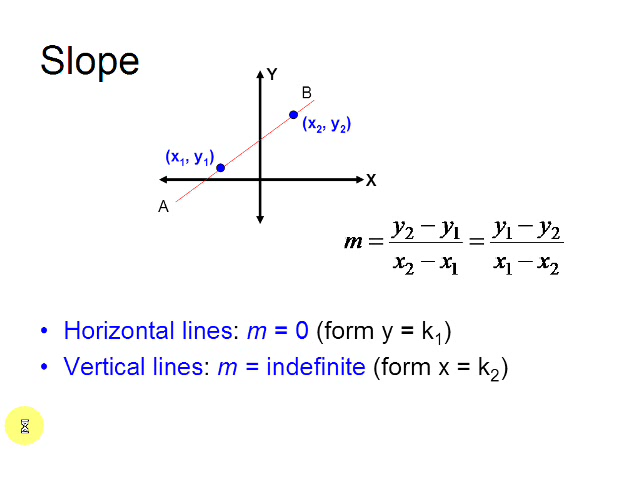 Slope
Y
B
(x₂, y₂)
(x₁, y₁)
X
A
m = (y₂ − y₁)/(x₂ − x₁) = (y₁ − y₂)/(x₁ − x₂)
• Horizontal lines: m = 0 (form y = k₁)
• Vertical lines: m = indefinite (form x = k₂)